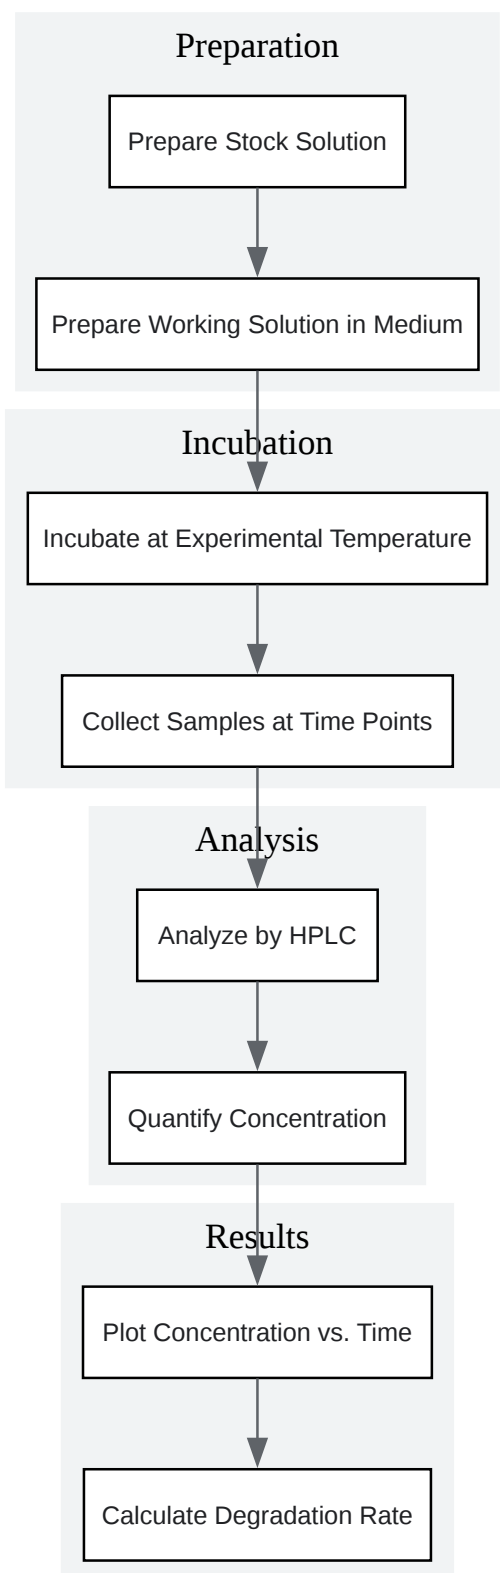 Preparation
Prepare Stock Solution
Prepare Working Solution in Medium
Incubation
Incubate at Experimental Temperature
Collect Samples at Time Points
Analysis
Analyze by HPLC
Quantify Concentration
Results
Plot Concentration vs. Time
Calculate Degradation Rate